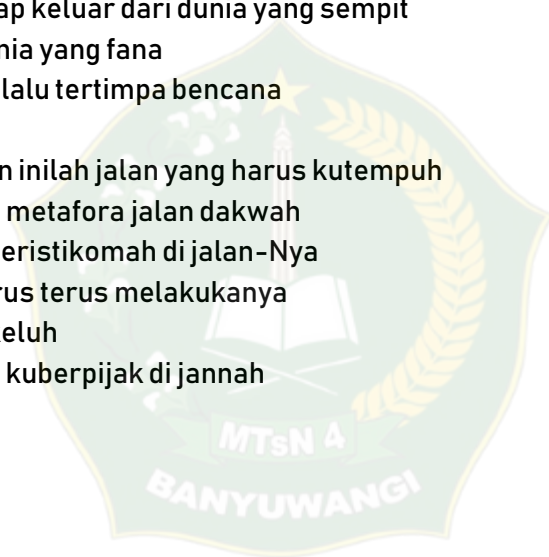 ap keluar dari dunia yang sempit
nia yang fana
lalu tertimpa bencana
n inilah jalan yang harus kutempuh
metafora jalan dakwah
eristikomah di jalan-Nya
rus terus melakukanya
eluh
kuberpijak di jannah
MTsN 4
BANYUWANGI